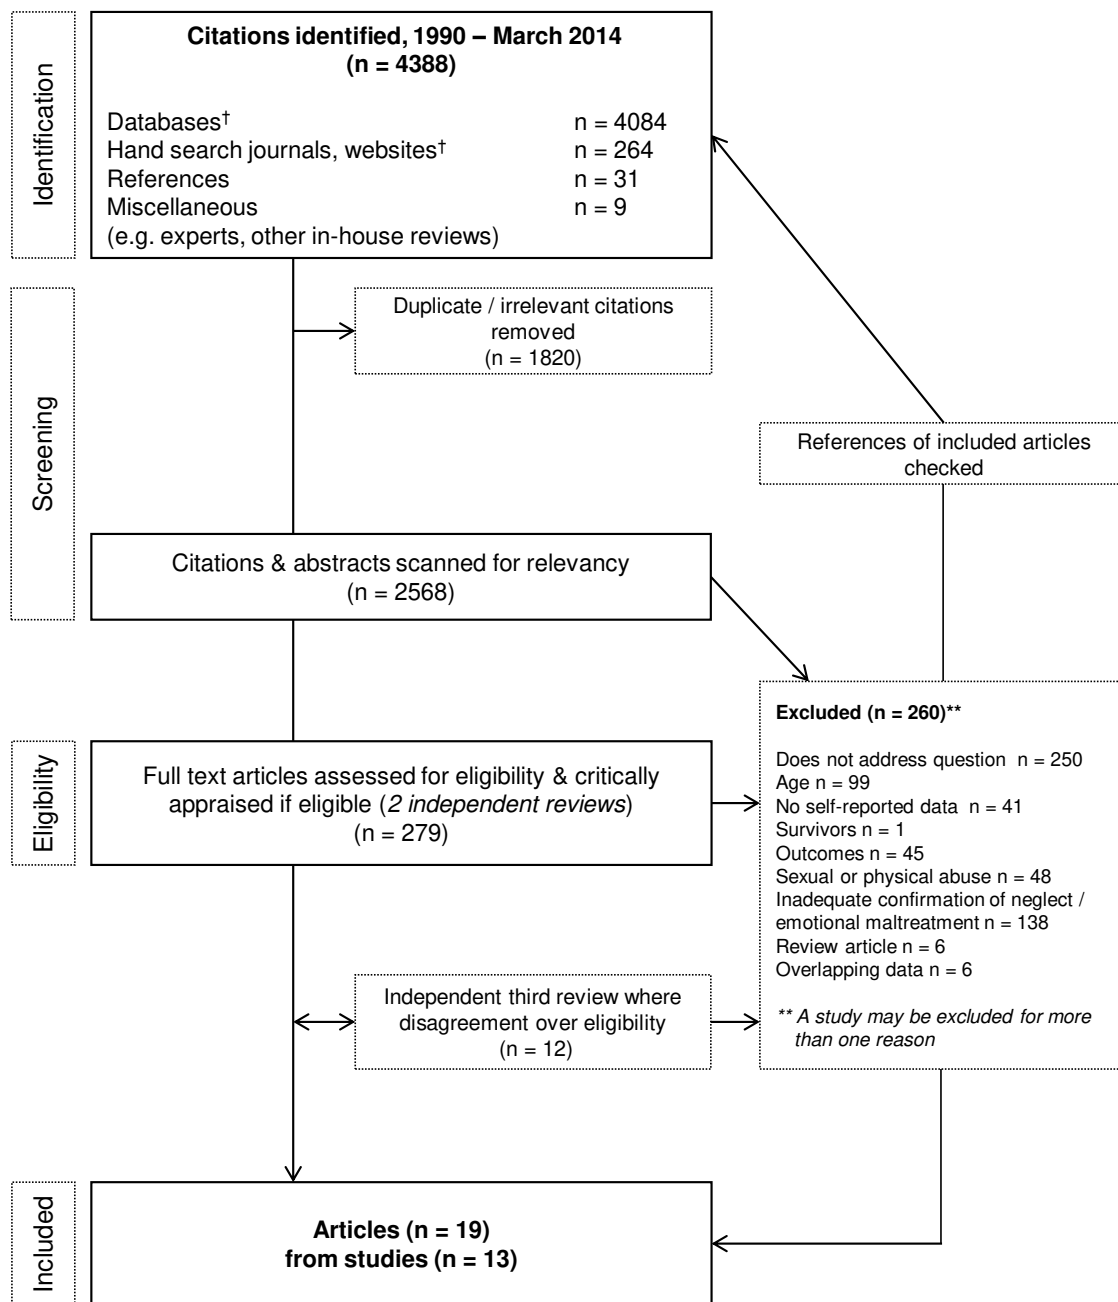 Identification
Citations identified, 1990 – March 2014
(n = 4388)
Databases† n = 4084
Hand search journals, websites† n = 264
References n = 31
Miscellaneous n = 9
(e.g. experts, other in-house reviews)
Screening
Duplicate / irrelevant citations
removed
(n = 1820)
References of included articles
checked
Citations & abstracts scanned for relevancy
(n = 2568)
Eligibility
Full text articles assessed for eligibility & critically
appraised if eligible (2 independent reviews)
(n = 279)
Excluded (n = 260)**
Does not address question n = 250
Age n = 99
No self-reported data n = 41
Survivors n = 1
Outcomes n = 45
Sexual or physical abuse n = 48
Inadequate confirmation of neglect /
emotional maltreatment n = 138
Review article n = 6
Overlapping data n = 6
** A study may be excluded for more
than one reason
Independent third review where
disagreement over eligibility
(n = 12)
Included
Articles (n = 19)
from studies (n = 13)